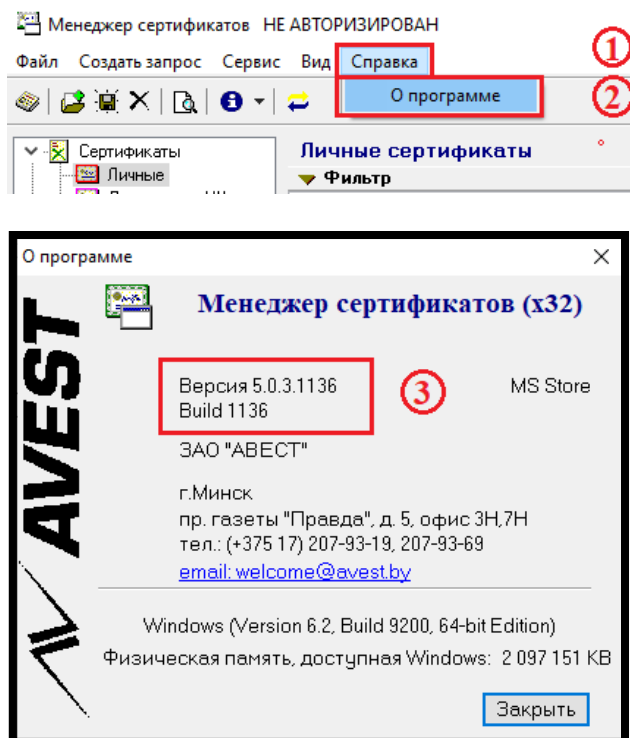 Менеджер сертификатов НЕ АВТОРИЗИРОВАН
Файл Создать запрос Сервис Вид Справка
1
О программе
2
Сертификаты
Личные
Личные сертификаты
Фильтр
О программе
AVEST
Менеджер сертификатов (x32)
Версия 5.0.3.1136
MS Store
Build 1136
3
ЗАО "АВЕСТ"
г.Минск
пр. газеты "Правда", д. 5, офис 3Н,7Н
тел.: (+375 17) 207-93-19, 207-93-69
email: welcome@avest.by
Windows (Version 6.2, Build 9200, 64-bit Edition)
Физическая память, доступная Windows: 2 097 151 KB
Закрыть